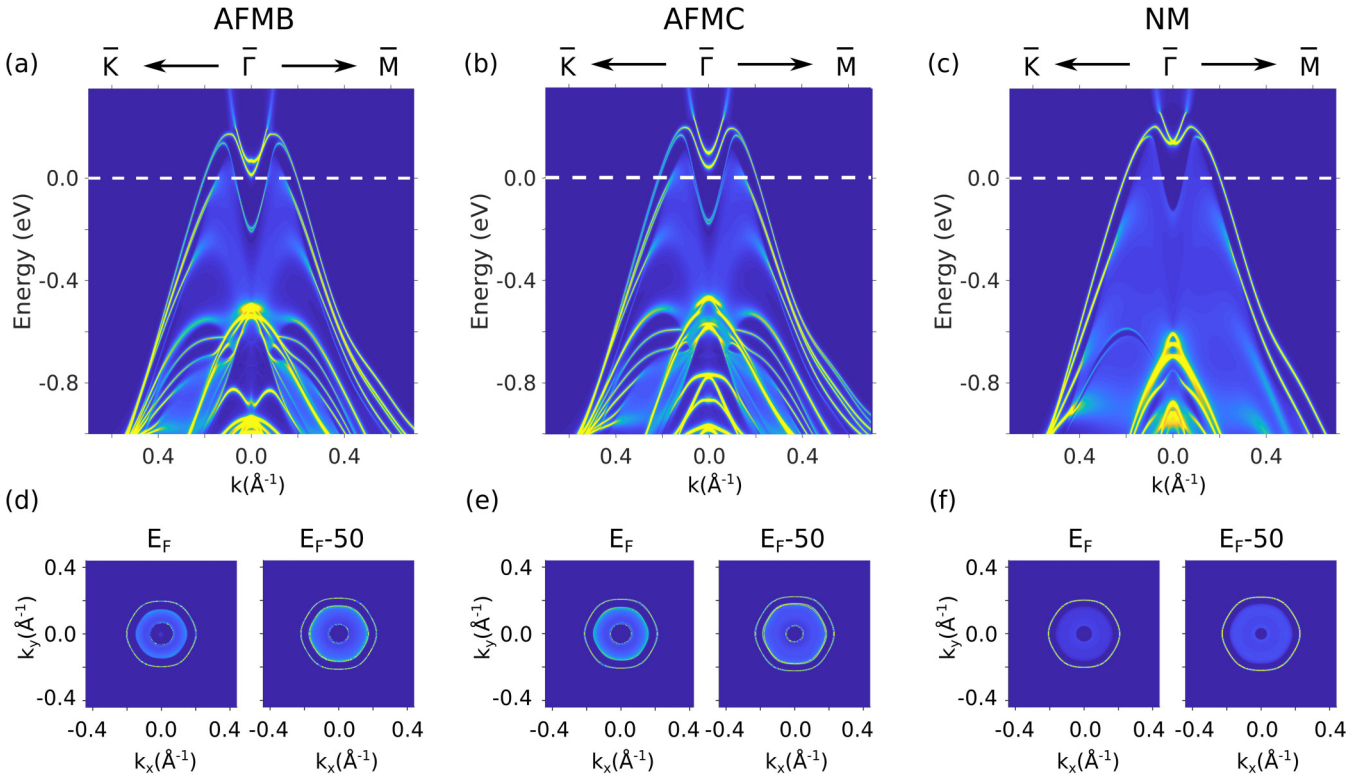 AFMB AFMC NM
(a) K̅ Γ̅ M̅ (b) K̅ Γ̅ M̅ (c) K̅ Γ̅ M̅
Energy (eV) Energy (eV) Energy (eV)
0.0 0.0 0.0
-0.4 -0.4 -0.4
-0.8 -0.8 -0.8
0.4 0.0 0.4 0.4 0.0 0.4 0.4 0.0 0.4
k(Å⁻¹) k(Å⁻¹) k(Å⁻¹)
(d) (e) (f)
E_F E_F-50 E_F E_F-50 E_F E_F-50
k_y(Å⁻¹) k_y(Å⁻¹) k_y(Å⁻¹)
0.4 0.4 0.4
0.0 0.0 0.0
-0.4 -0.4 -0.4
-0.4 0.0 0.4 -0.4 0.0 0.4 -0.4 0.0 0.4 -0.4 0.0 0.4 -0.4 0.0 0.4 -0.4 0.0 0.4
k_x(Å⁻¹) k_x(Å⁻¹) k_x(Å⁻¹) k_x(Å⁻¹) k_x(Å⁻¹) k_x(Å⁻¹)